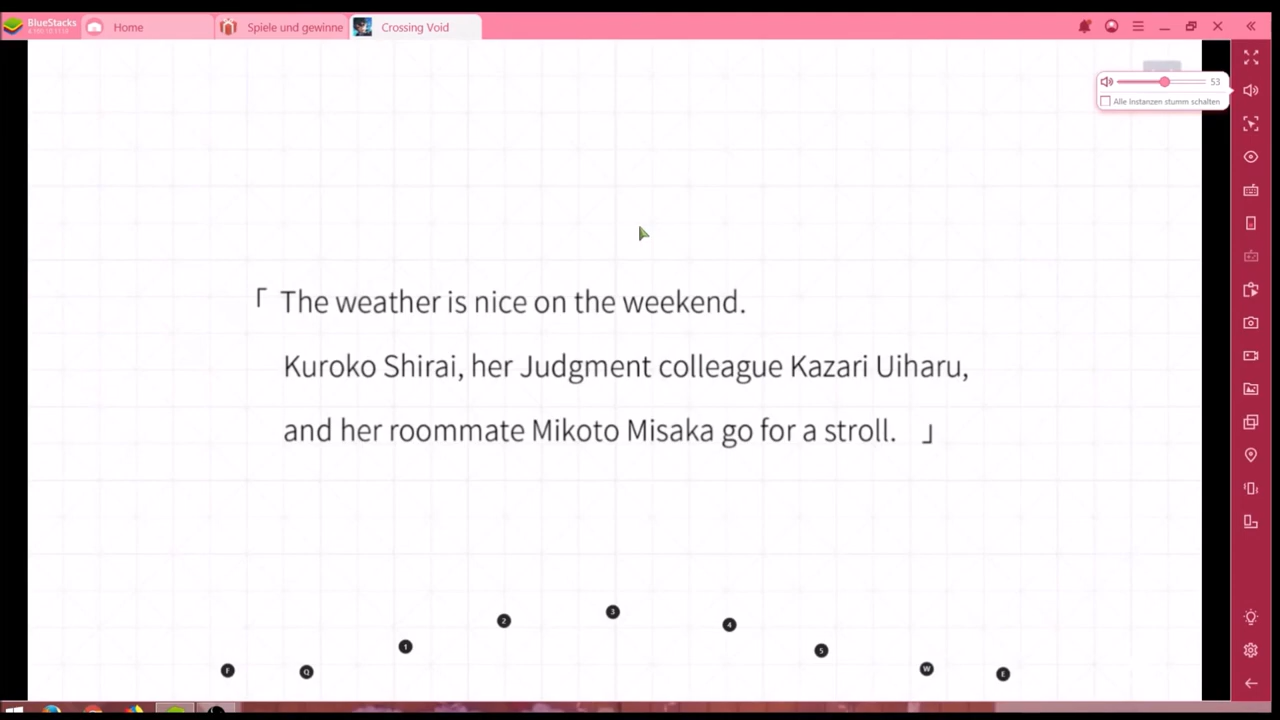 BlueStacks
Home
Spiele und gewinne
Crossing Void
53
Alle Instanzen stumm schalten
「 The weather is nice on the weekend.
Kuroko Shirai, her Judgment colleague Kazari Uiharu,
and her roommate Mikoto Misaka go for a stroll. 」
F Q 1 2 3 4 5 W E